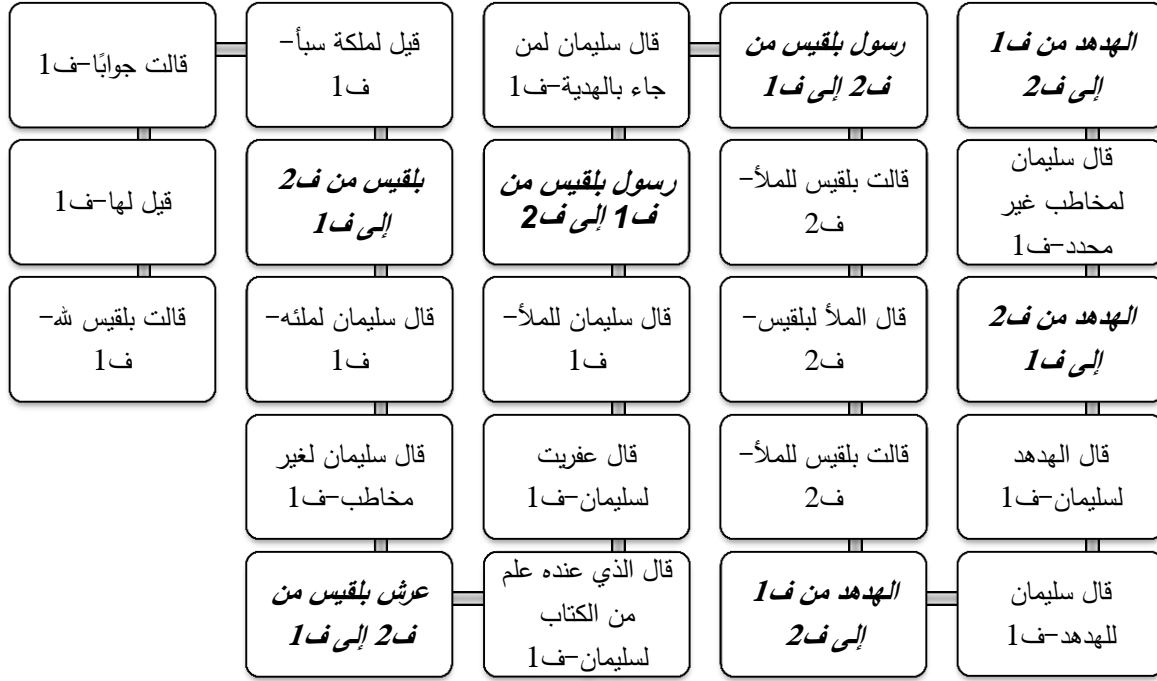 الهدهد من ف1
إلى ف2
قال سليمان
لمخاطب غير
محدد-ف1
الهدهد من ف2
إلى ف1
قال الهدهد
لسليمان-ف1
قال سليمان
للهدهد-ف1
الهدهد من ف1
إلى ف2
قالت بلقيس للملأ-
ف2
قال الملأ لبلقيس-
ف2
قالت بلقيس للملأ-
ف2
رسول بلقيس من
ف2 إلى ف1
قال سليمان لمن
جاء بالهدية-ف1
رسول بلقيس من
ف1 إلى ف2
قال سليمان للملأ-
ف1
قال عفريت
لسليمان-ف1
قال الذي عنده علم
من الكتاب
لسليمان-ف1
عرش بلقيس من
ف2 إلى ف1
قال سليمان لغير
مخاطب-ف1
قال سليمان لملئه-
ف1
بلقيس من ف2
إلى ف1
قيل لملكة سبأ-
ف1
قالت جوابًا-ف1
قيل لها-ف1
قالت بلقيس لله-
ف1